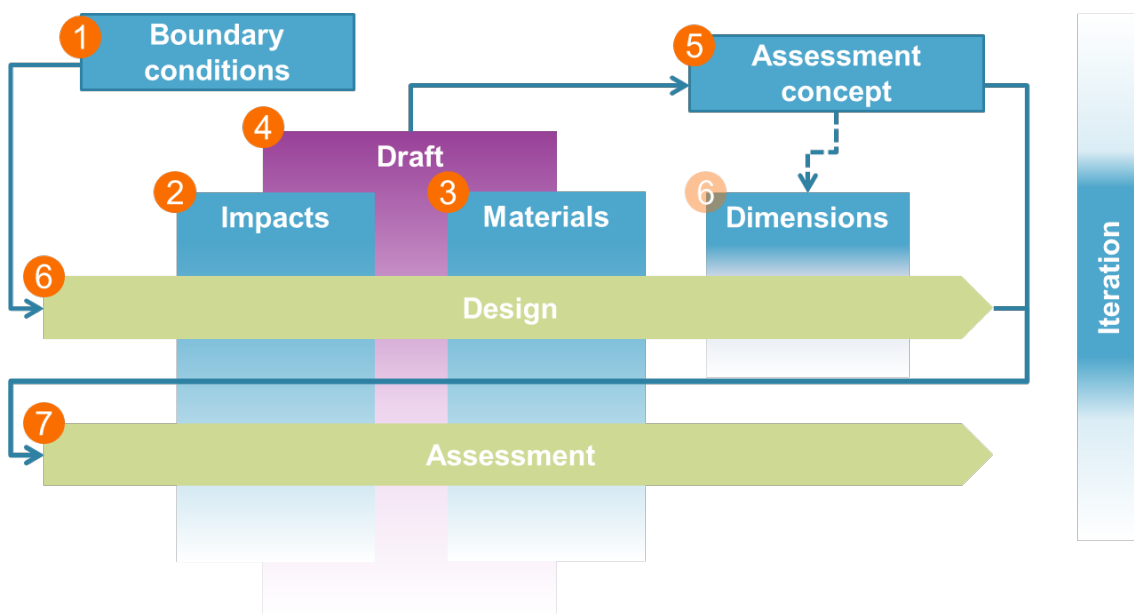 1
Boundary
conditions
5
Assessment
concept
4
Draft
2
Impacts
3
Materials
6
Dimensions
6
Design
7
Assessment
Iteration